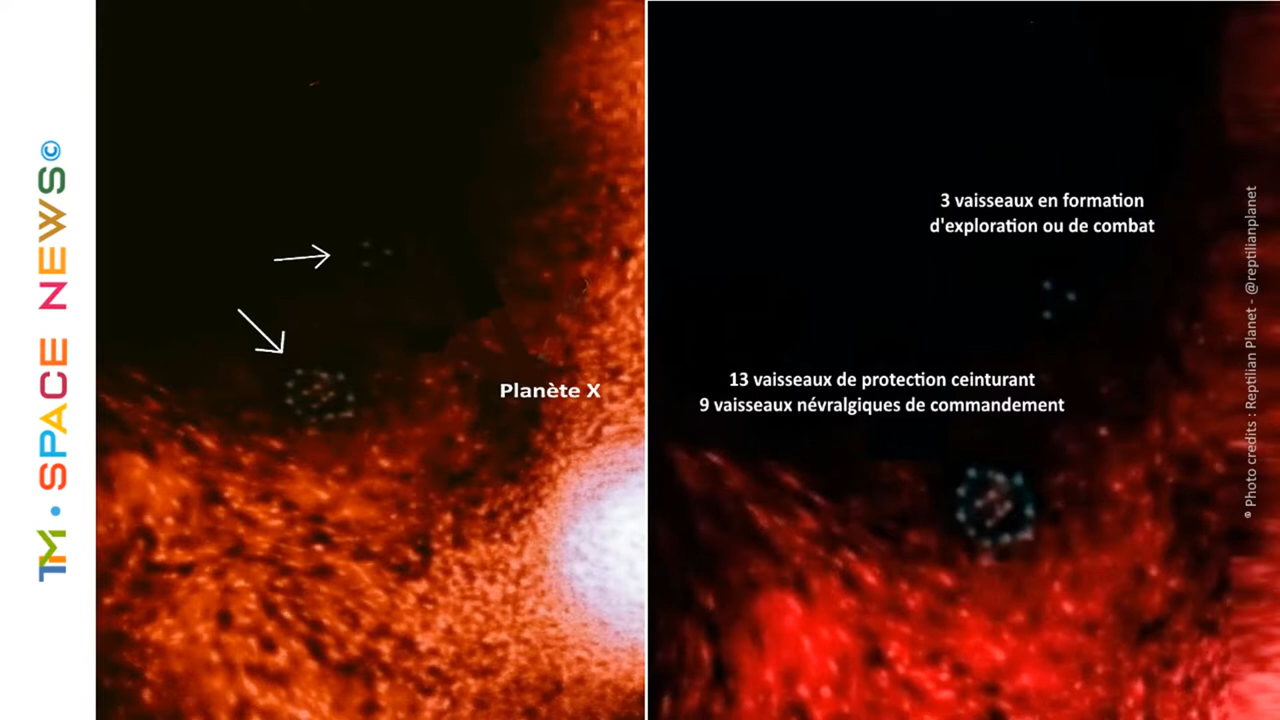 TM • SPACE NEWS©
Planète X
3 vaisseaux en formation
d'exploration ou de combat
13 vaisseaux de protection ceinturant
9 vaisseaux névralgiques de commandement
® Photo credits : Reptilian Planet - @reptilianplanet